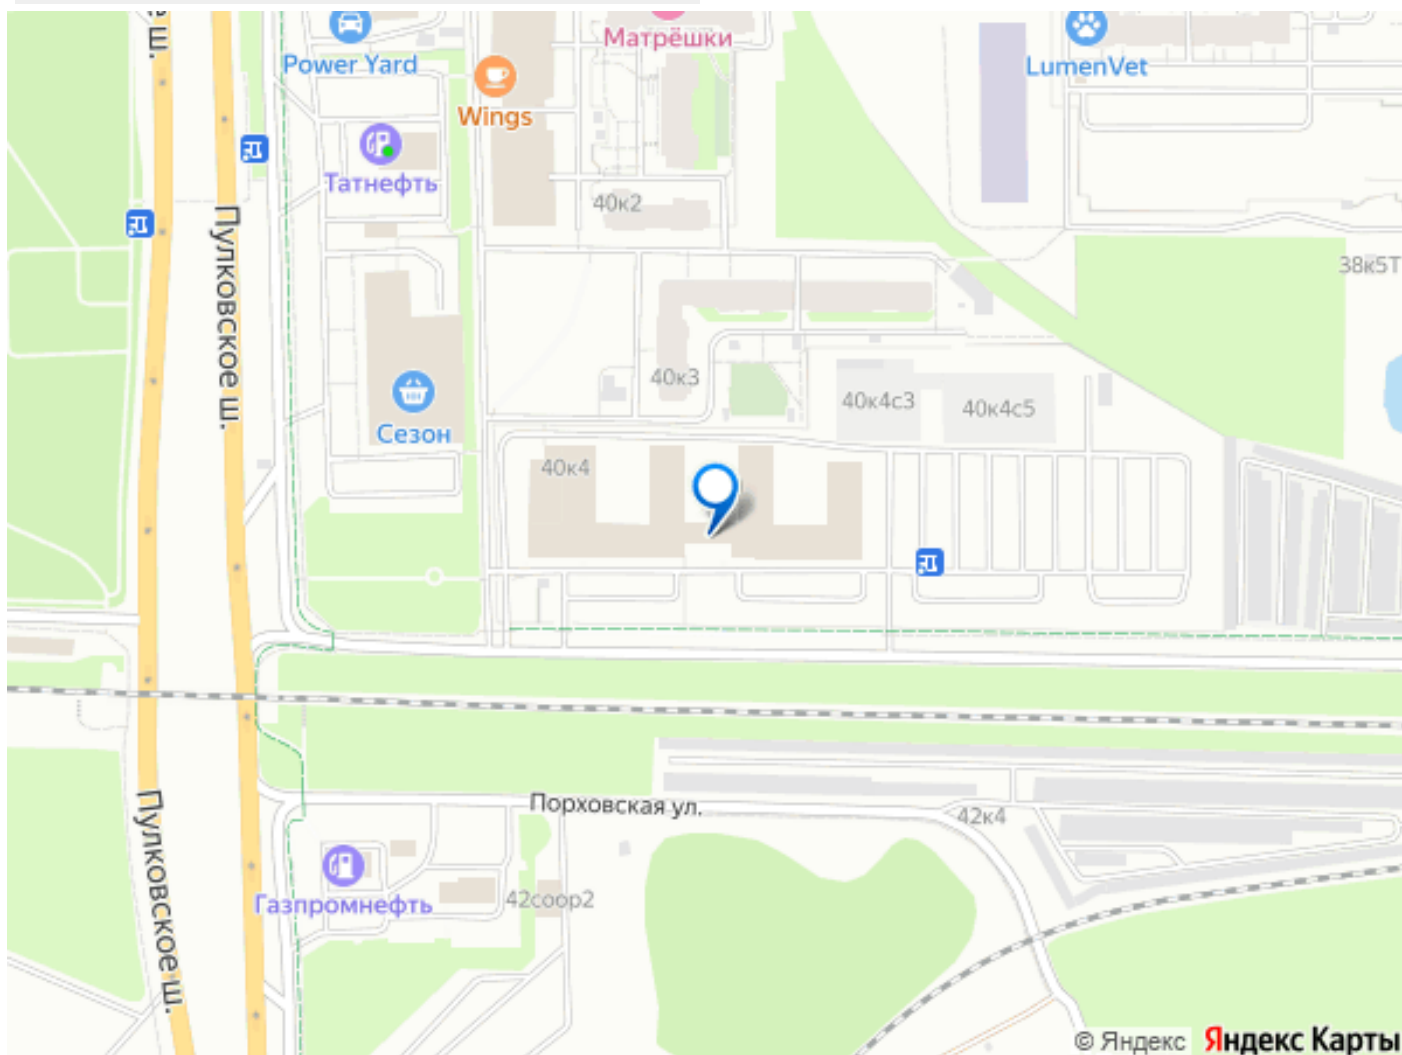 ш.
Матрёшки
Power Yard
LumenVet
Wings
Татнефть
40к2
Пулковское ш.
38к5Т
40к3
40к4с3
40к4с5
Сезон
40к4
Порховская ул.
42к4
Пулковское ш.
Газпромнефть
42соор2
© Яндекс Яндекс Карты